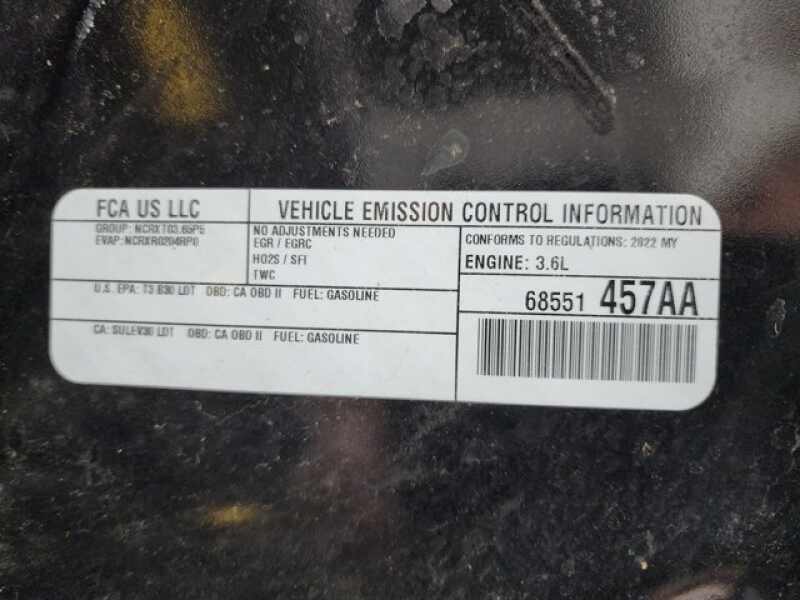 FCA US LLC
VEHICLE EMISSION CONTROL INFORMATION
GROUP: NCRXT03.65P5
EVAP: NCRXR0204RP0
NO ADJUSTMENTS NEEDED
EGR / EGRC
HO2S / SFI
TWC
CONFORMS TO REGULATIONS: 2022 MY
ENGINE: 3.6L
U.S. EPA: T3 B30 LDT OBD: CA OBD II FUEL: GASOLINE
68551 457AA
CA: SULEV30 LDT OBD: CA OBD II FUEL: GASOLINE